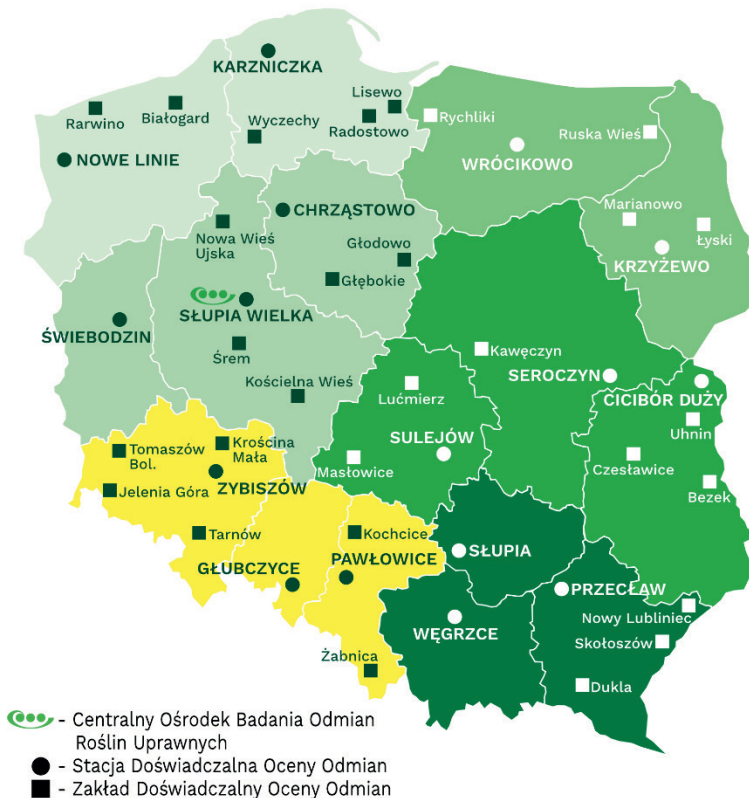 KARZNICZKA
Lisewo
Rarwino
Białogard
Wyczechy
Radostowo
Rychliki
Ruska Wieś
NOWE LINIE
WRÓCIKOWO
CHRZĄSTOWO
Marianowo
Łyski
Nowa Wieś
Ujska
Głodowo
Głębokie
KRZYŻEWO
SŁUPIA WIELKA
ŚWIEBODZIN
Śrem
Kawęczyn
SEROCZYN
CICIBÓR DUŻY
Kościelna Wieś
Lućmierz
Uhnin
SULEJÓW
Tomaszów
Bol.
Krościna
Mała
Masłowice
Czesławice
Bezek
Jelenia Góra
ZYBISZÓW
Tarnów
Kochcice
GŁUBCZYCE
PAWŁOWICE
SŁUPIA
PRZECŁAW
Nowy Lubliniec
WĘGRZCE
Skołoszów
Żabnica
Dukla
- Centralny Ośrodek Badania Odmian
Roślin Uprawnych
- Stacja Doświadczalna Oceny Odmian
- Zakład Doświadczalny Oceny Odmian